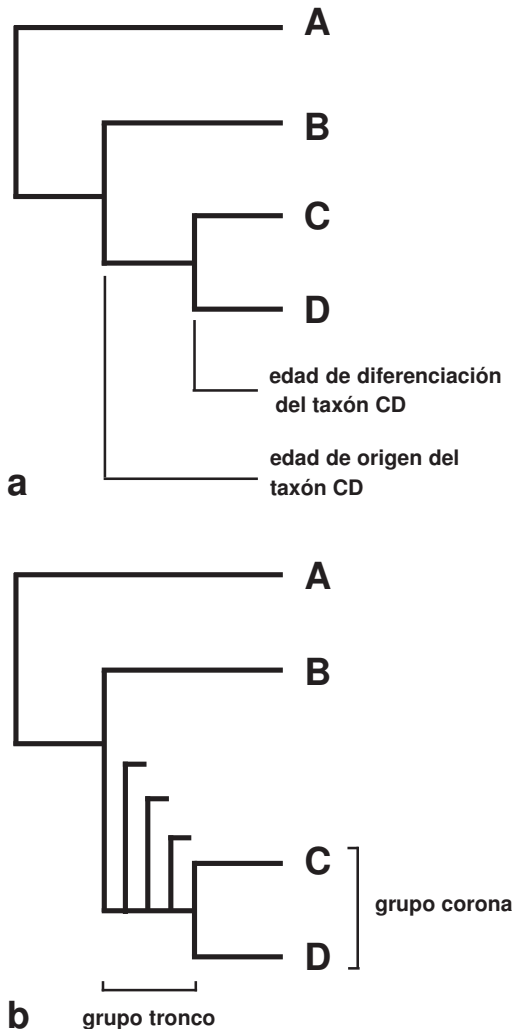 A
B
C
D
edad de diferenciación
del taxón CD
edad de origen del
taxón CD
a
A
B
C
grupo corona
D
b
grupo tronco